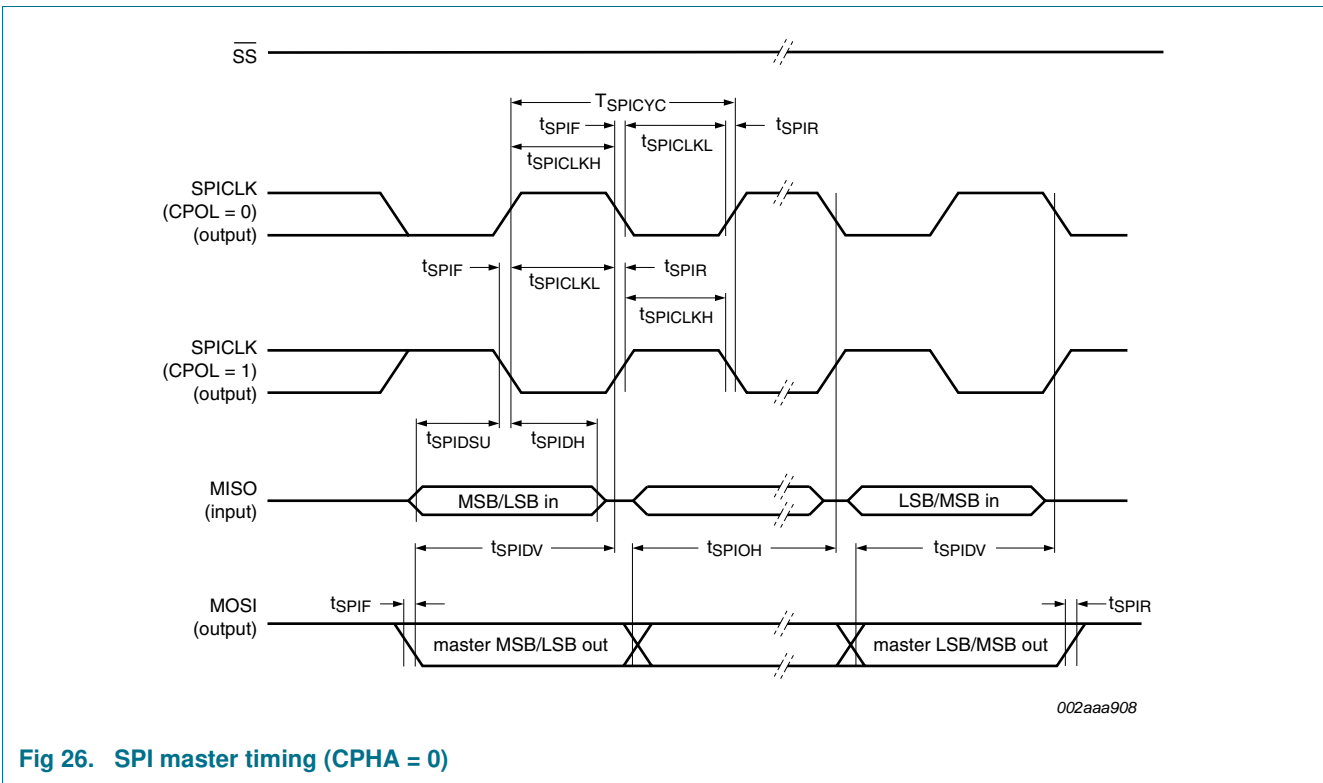 SS
TSPICYC
tSPIF
tSPICLKL
tSPIR
tSPICLKH
SPICLK
(CPOL = 0)
(output)
tSPIF
tSPICLKL
tSPIR
tSPICLKH
SPICLK
(CPOL = 1)
(output)
tSPIDSU
tSPIDH
MISO
(input)
MSB/LSB in
LSB/MSB in
tSPIDV
tSPIOH
tSPIDV
MOSI
(output)
tSPIF
tSPIR
master MSB/LSB out
master LSB/MSB out
002aaa908
Fig 26. SPI master timing (CPHA = 0)